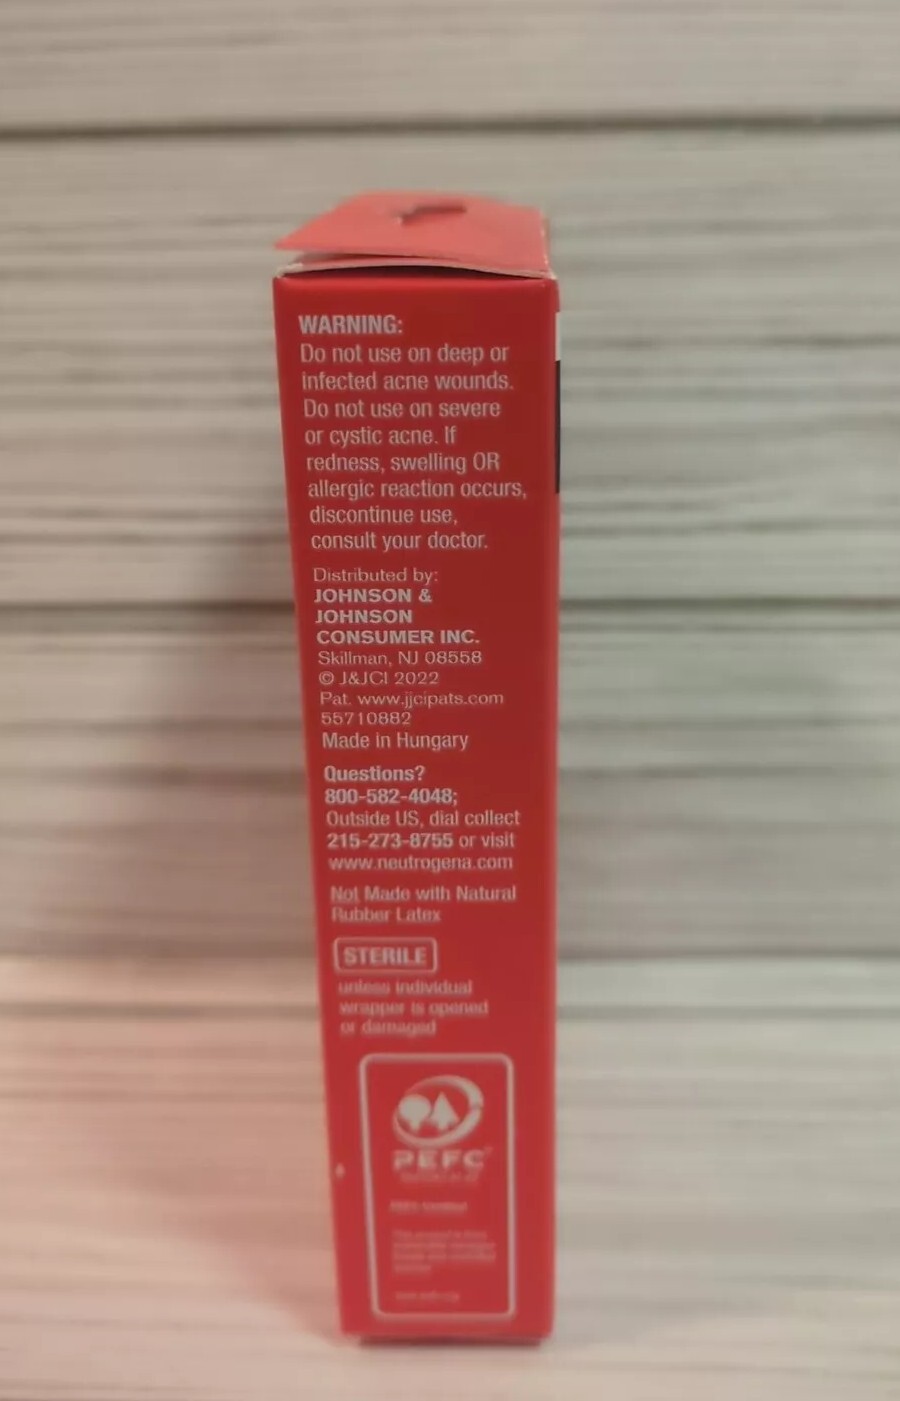 WARNING:
Do not use on deep or
infected acne wounds.
Do not use on severe
or cystic acne. If
redness, swelling OR
allergic reaction occurs,
discontinue use,
consult your doctor.
Distributed by:
JOHNSON &
JOHNSON
CONSUMER INC.
Skillman, NJ 08558
© J&JCI 2022
Pat. www.jjcipats.com
55710882
Made in Hungary
Questions?
800-582-4048;
Outside US, dial collect
215-273-8755 or visit
www.neutrogena.com
Not Made with Natural
Rubber Latex
STERILE
unless individual
wrapper is opened
or damaged
PEFC